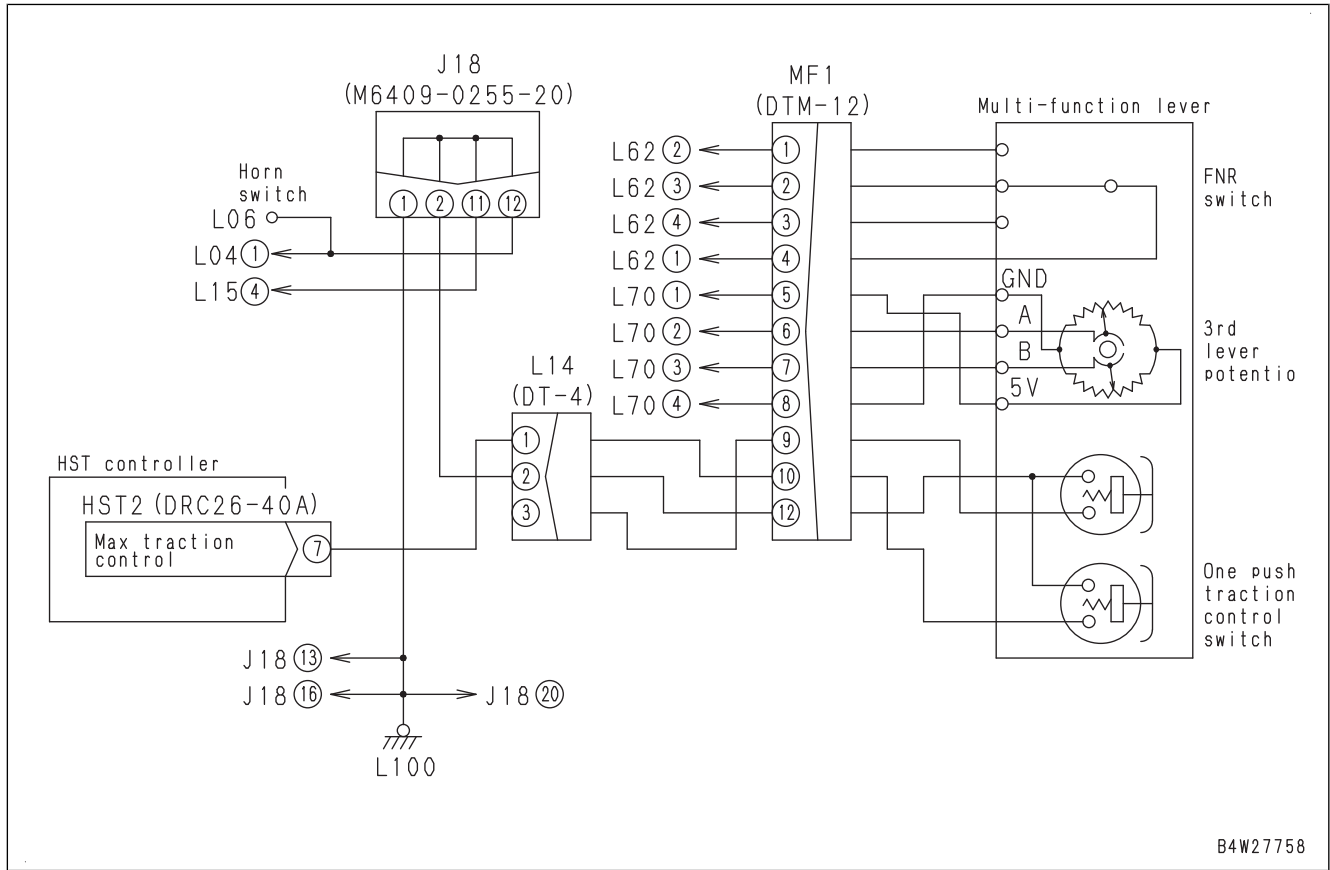 J18
(M6409-0255-20)
1
2
11
12
Horn
switch
L06
L04 1
L15 4
MF1
(DTM-12)
L62 2
L62 3
L62 4
L62 1
L70 1
L70 2
L70 3
L70 4
1
2
3
4
5
6
7
8
9
10
12
Multi-function lever
FNR
switch
GND
A
B
5V
3rd
lever
potentio
One push
traction
control
switch
L14
(DT-4)
1
2
3
HST controller
HST2 (DRC26-40A)
Max traction
control
7
J18 13
J18 16
J18 20
L100
B4W27758